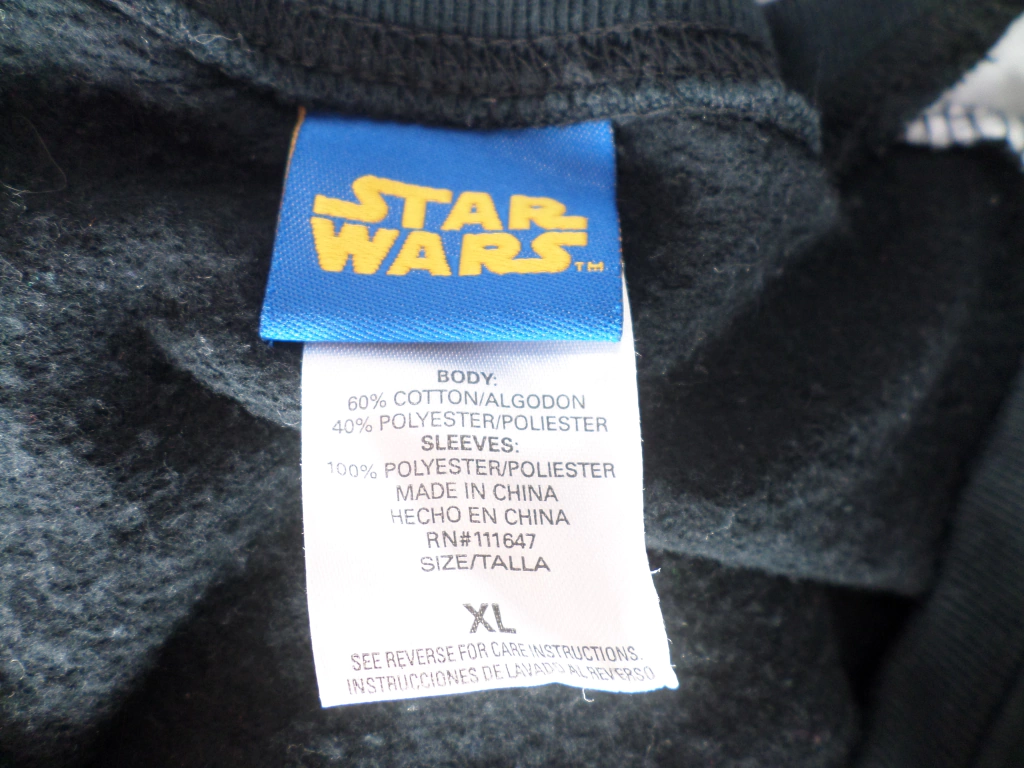 STAR
WARS™
BODY:
60% COTTON/ALGODON
40% POLYESTER/POLIESTER
SLEEVES:
100% POLYESTER/POLIESTER
MADE IN CHINA
HECHO EN CHINA
RN#111647
SIZE/TALLA
XL
SEE REVERSE FOR CARE INSTRUCTIONS.
INSTRUCCIONES DE LAVADO AL REVERSO